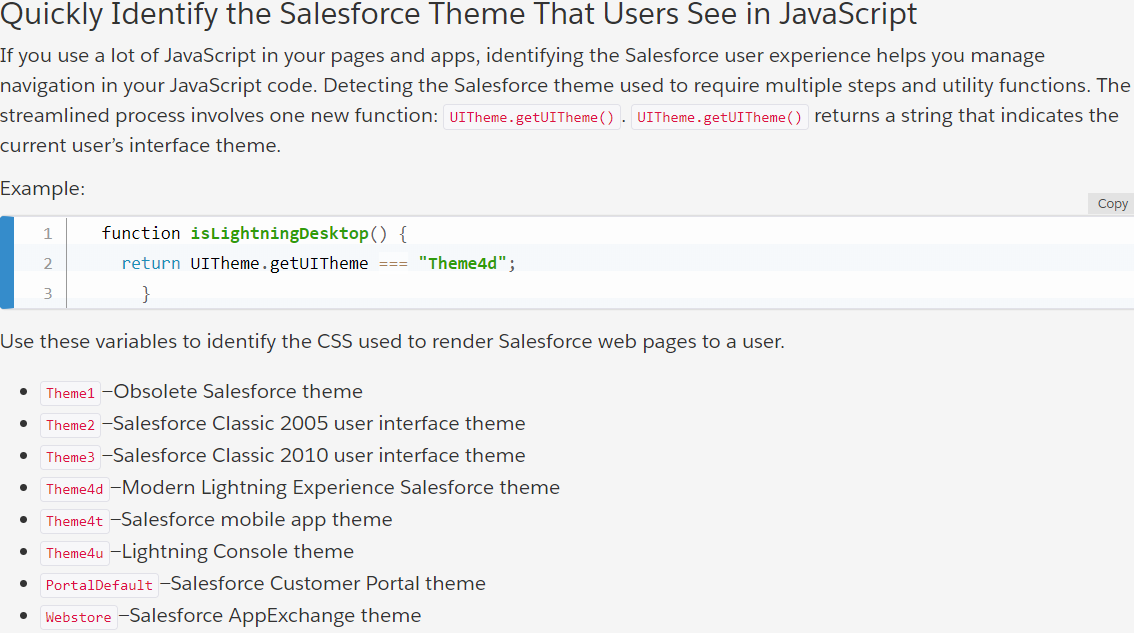 Quickly Identify the Salesforce Theme That Users See in JavaScript
If you use a lot of JavaScript in your pages and apps, identifying the Salesforce user experience helps you manage
navigation in your JavaScript code. Detecting the Salesforce theme used to require multiple steps and utility functions. The
streamlined process involves one new function: UITheme.getUITheme() . UITheme.getUITheme() returns a string that indicates the
current user’s interface theme.
Example:
Copy
1 function isLightningDesktop() {
2 return UITheme.getUITheme === "Theme4d";
3 }
Use these variables to identify the CSS used to render Salesforce web pages to a user.
• Theme1 –Obsolete Salesforce theme
• Theme2 –Salesforce Classic 2005 user interface theme
• Theme3 –Salesforce Classic 2010 user interface theme
• Theme4d –Modern Lightning Experience Salesforce theme
• Theme4t –Salesforce mobile app theme
• Theme4u –Lightning Console theme
• PortalDefault –Salesforce Customer Portal theme
• Webstore –Salesforce AppExchange theme